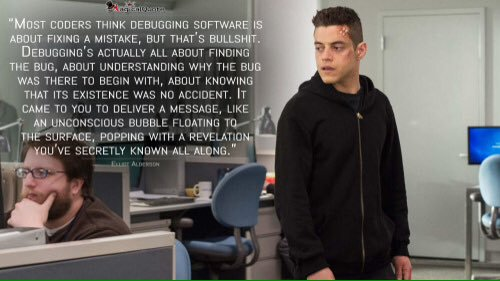 MagicalQuote
"Most coders think debugging software is
about fixing a mistake, but that's bullshit.
Debugging's actually all about finding
the bug, about understanding why the bug
was there to begin with, about knowing
that its existence was no accident. It
came to you to deliver a message, like
an unconscious bubble floating to
the surface, popping with a revelation
you've secretly known all along."
Elliot Alderson